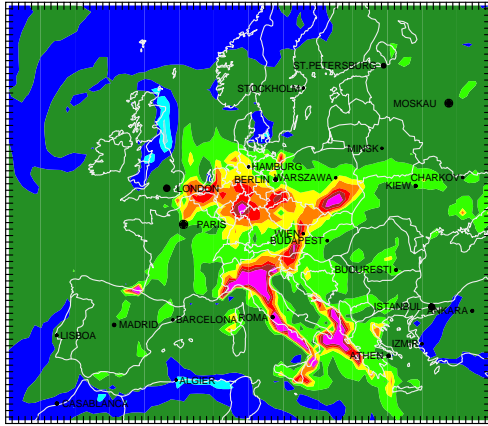 ST.PETERSBURG
STOCKHOLM
MOSKAU
MINSK
HAMBURG
BERLIN
WARSZAWA
CHARKOV
KIEW
LONDON
PARIS
WIEN
BUDAPEST
BUCURESTI
ISTANBUL
ANKARA
ROMA
BARCELONA
MADRID
LISBOA
IZMIR
ATHEN
ALGIER
CASABLANCA